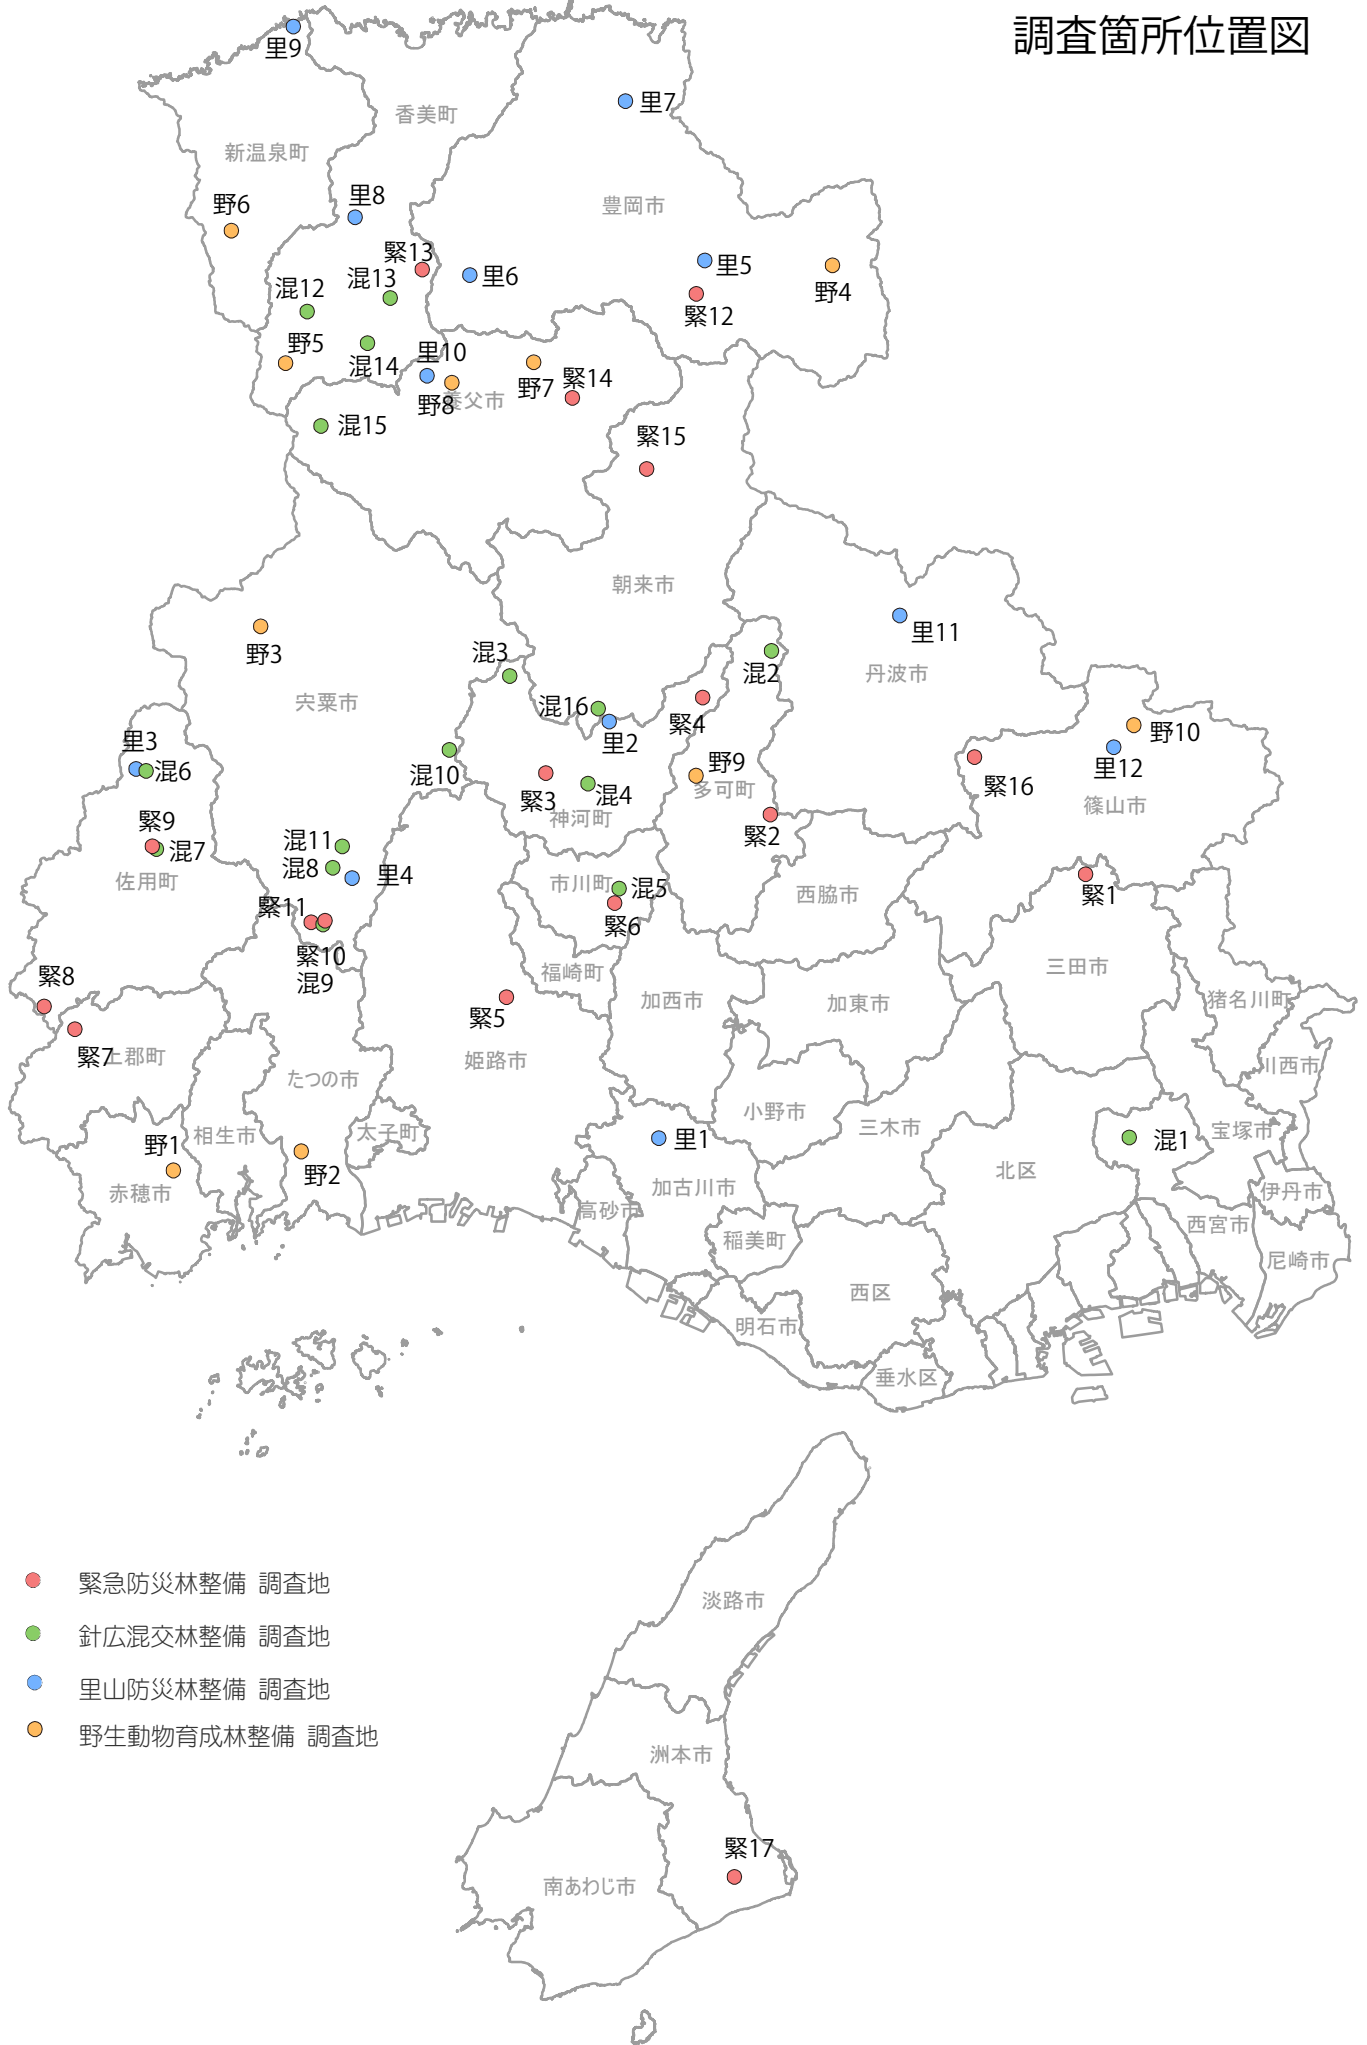 調査箇所位置図
里9
香美町
里7
新温泉町
里8
野6
豊岡市
緊13
混13
里6
里5
野4
混12
緊12
野5
混14
里10
野7
緊14
野8
養父市
混15
緊15
朝来市
里11
野3
混3
混2
丹波市
宍粟市
混16
緊4
里2
野10
里3
混6
混10
野9
里12
緊16
緊3
混4
多可町
篠山市
神河町
緊9
混7
緊2
混11
混8
里4
佐用町
市川町
混5
西脇市
緊1
緊11
緊6
緊10
混9
福崎町
三田市
緊8
加西市
加東市
猪名川町
緊5
緊7
上郡町
姫路市
川西市
たつの市
小野市
三木市
相生市
太子町
里1
混1
宝塚市
野1
野2
北区
赤穂市
加古川市
伊丹市
高砂市
西宮市
稲美町
尼崎市
西区
明石市
垂水区
緊急防災林整備 調査地
針広混交林整備 調査地
里山防災林整備 調査地
野生動物育成林整備 調査地
淡路市
洲本市
緊17
南あわじ市